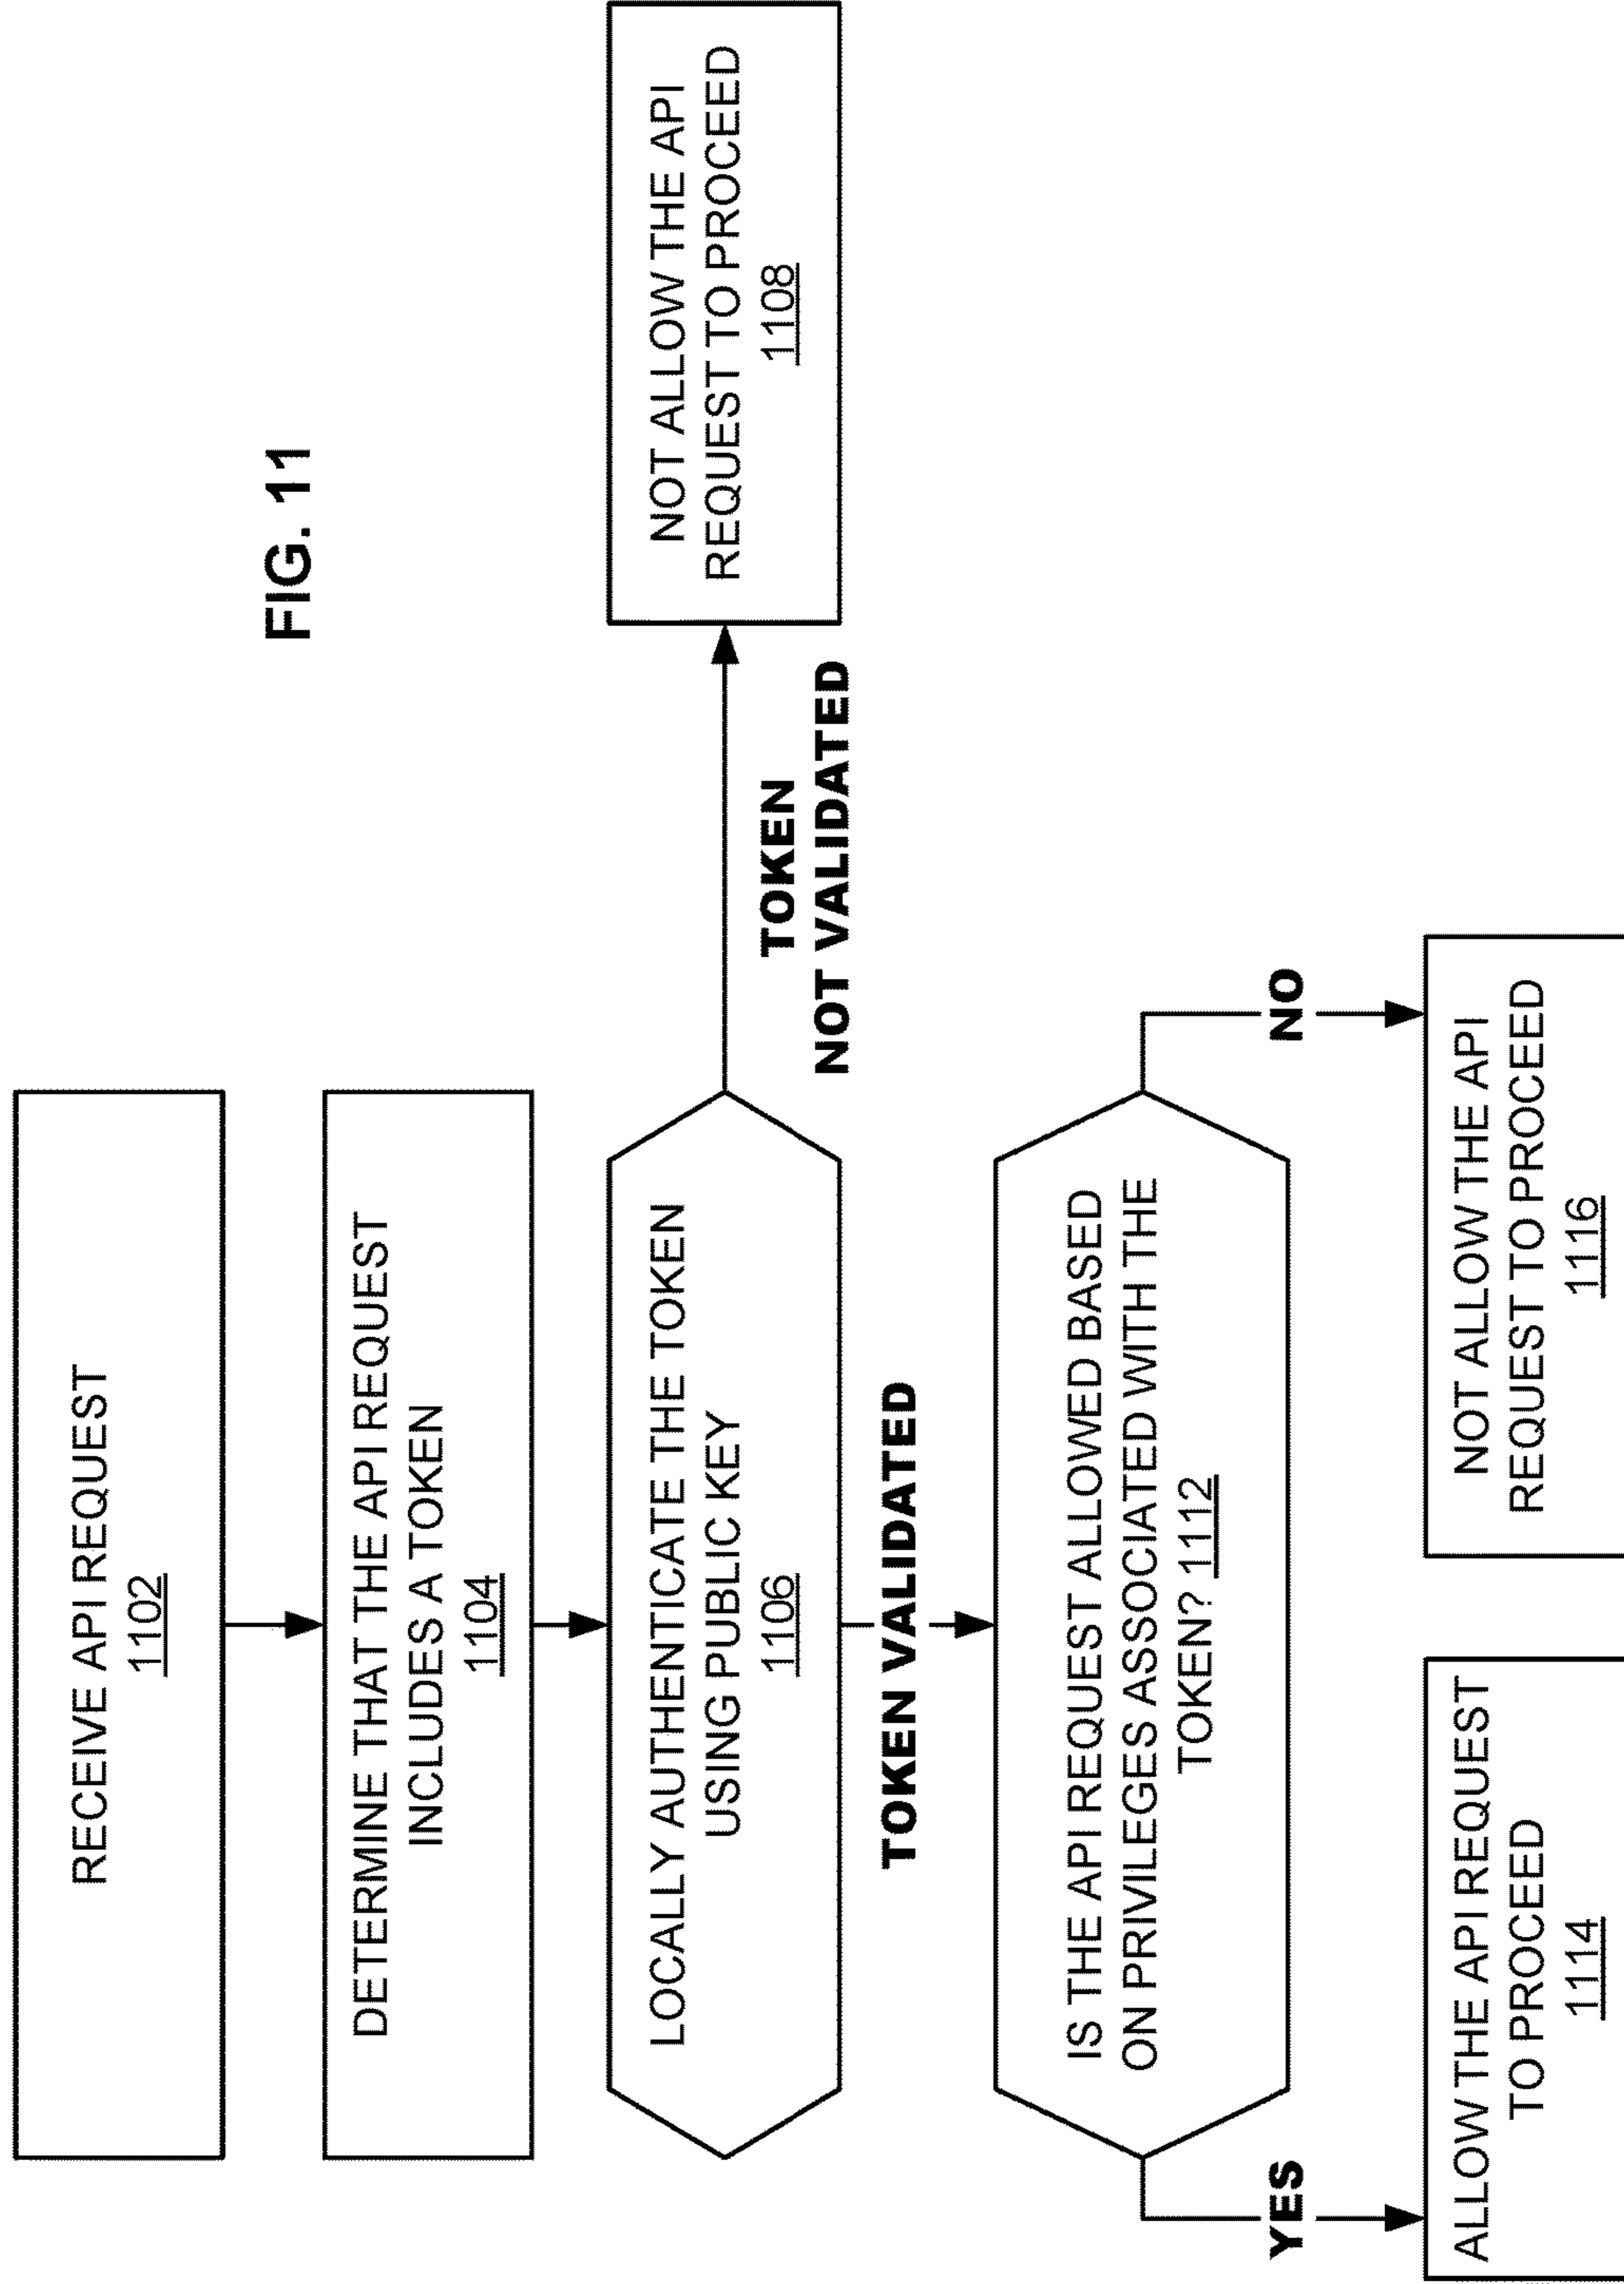 FIG. 11
RECEIVE API REQUEST
1102
DETERMINE THAT THE API REQUEST
INCLUDES A TOKEN
1104
LOCALLY AUTHENTICATE THE TOKEN
USING PUBLIC KEY
1106
TOKEN
NOT VALIDATED
NOT ALLOW THE API
REQUEST TO PROCEED
1108
TOKEN VALIDATED
IS THE API REQUEST ALLOWED BASED
ON PRIVILEGES ASSOCIATED WITH THE
TOKEN? 1112
YES
NO
ALLOW THE API REQUEST
TO PROCEED
1114
NOT ALLOW THE API
REQUEST TO PROCEED
1116